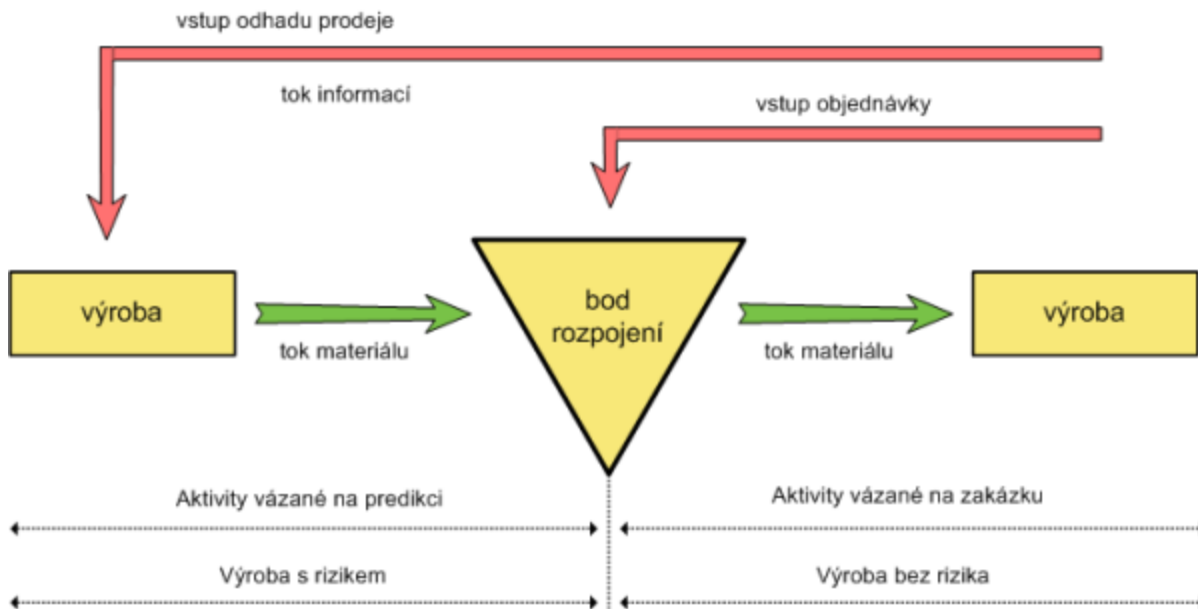 vstup odhadu prodeje
tok informací
vstup objednávky
výroba
bod
rozpojení
výroba
tok materiálu
tok materiálu
Aktivity vázané na predikci
Aktivity vázané na zakázku
Výroba s rizikem
Výroba bez rizika